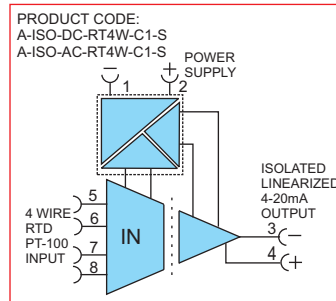 PRODUCT CODE:
A-ISO-DC-RT4W-C1-S
A-ISO-AC-RT4W-C1-S
POWER
SUPPLY
− +
1 2
4 WIRE
RTD
PT-100
INPUT
5
6
7
8
IN
ISOLATED
LINEARIZED
4-20mA
OUTPUT
3 −
4 +